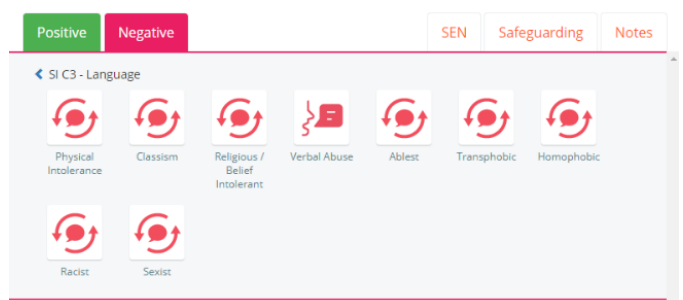 Positive Negative SEN Safeguarding Notes
SI C3 - Language
Physical Intolerance
Classism
Religious / Belief Intolerant
Verbal Abuse
Ablest
Transphobic
Homophobic
Racist
Sexist